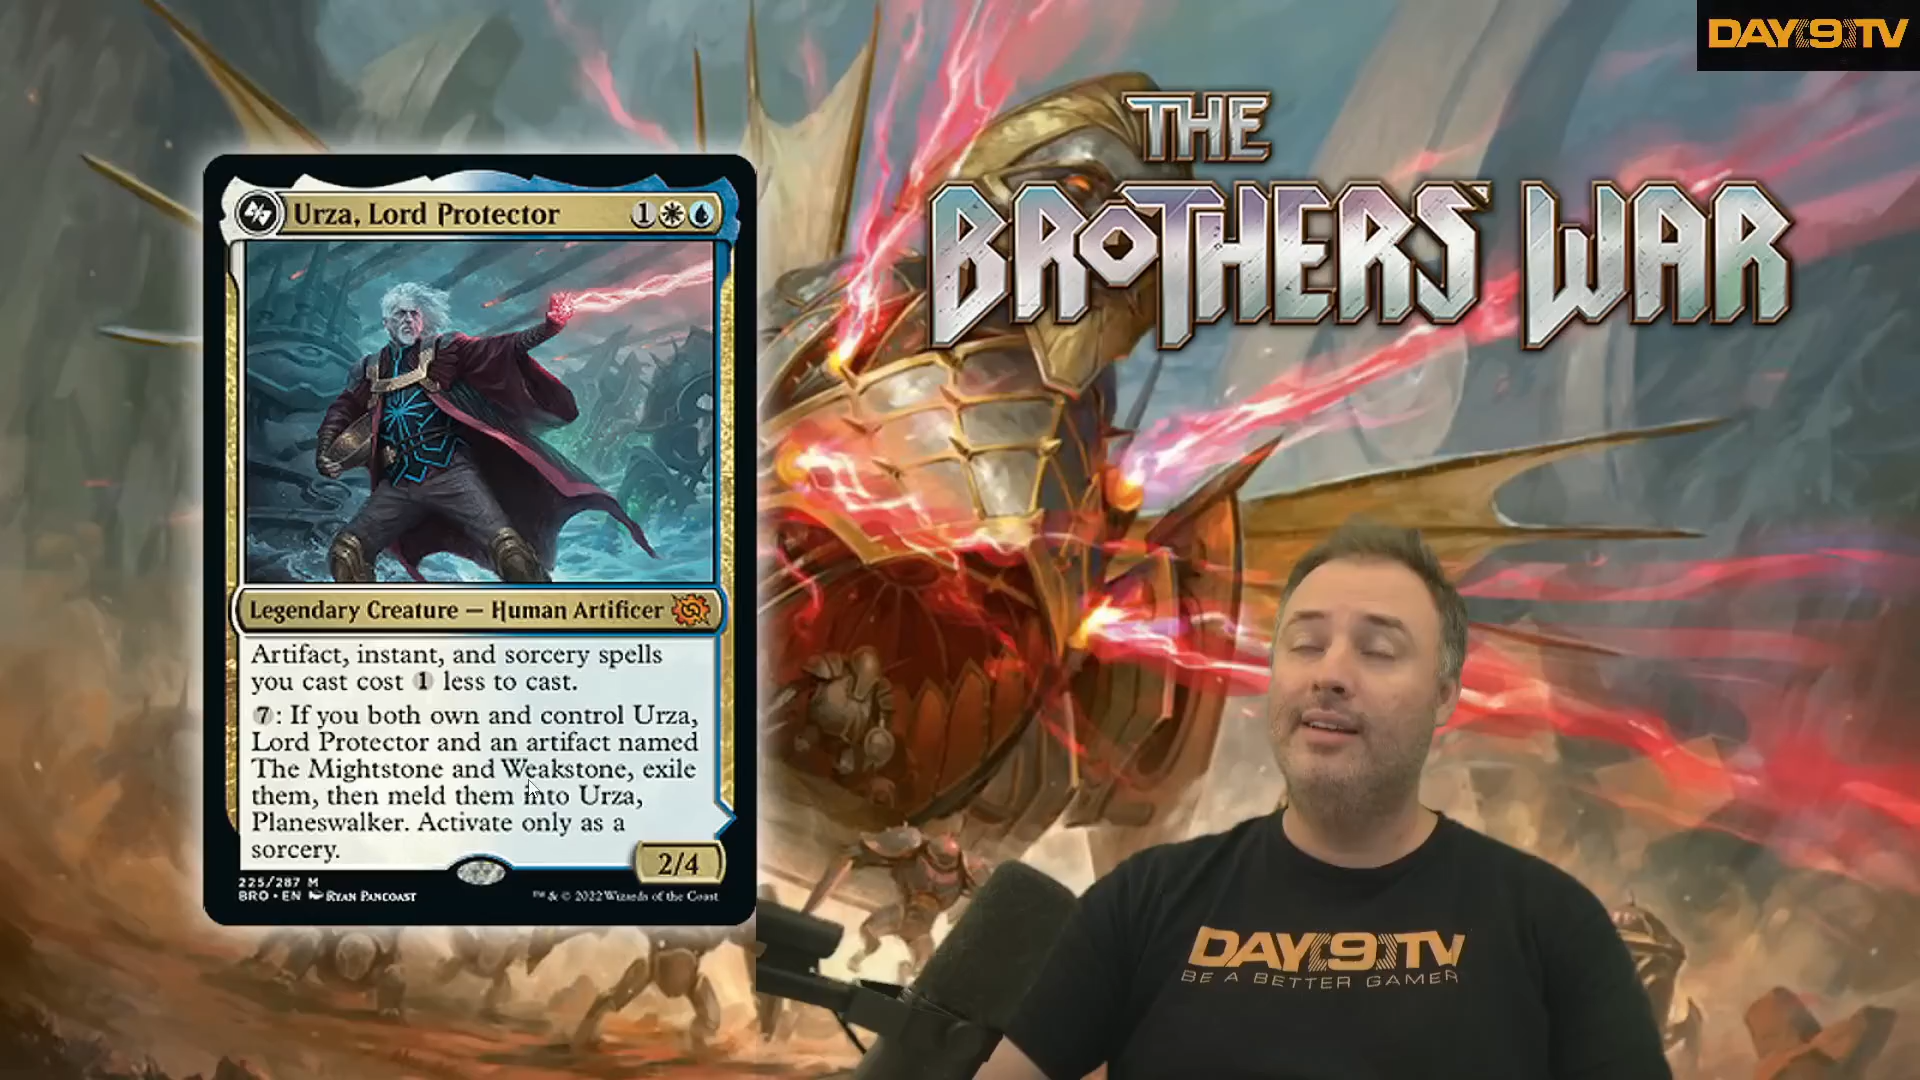 DAY[9]TV
THE
BROTHERS' WAR
Urza, Lord Protector 1
Legendary Creature — Human Artificer
Artifact, instant, and sorcery spells
you cast cost 1 less to cast.
7: If you both own and control Urza,
Lord Protector and an artifact named
The Mightstone and Weakstone, exile
them, then meld them into Urza,
Planeswalker. Activate only as a
sorcery.
2/4
225/287 M
BRO • EN RYAN PANCOAST
™ & © 2022 Wizards of the Coast
DAY[9]TV
BE A BETTER GAMER